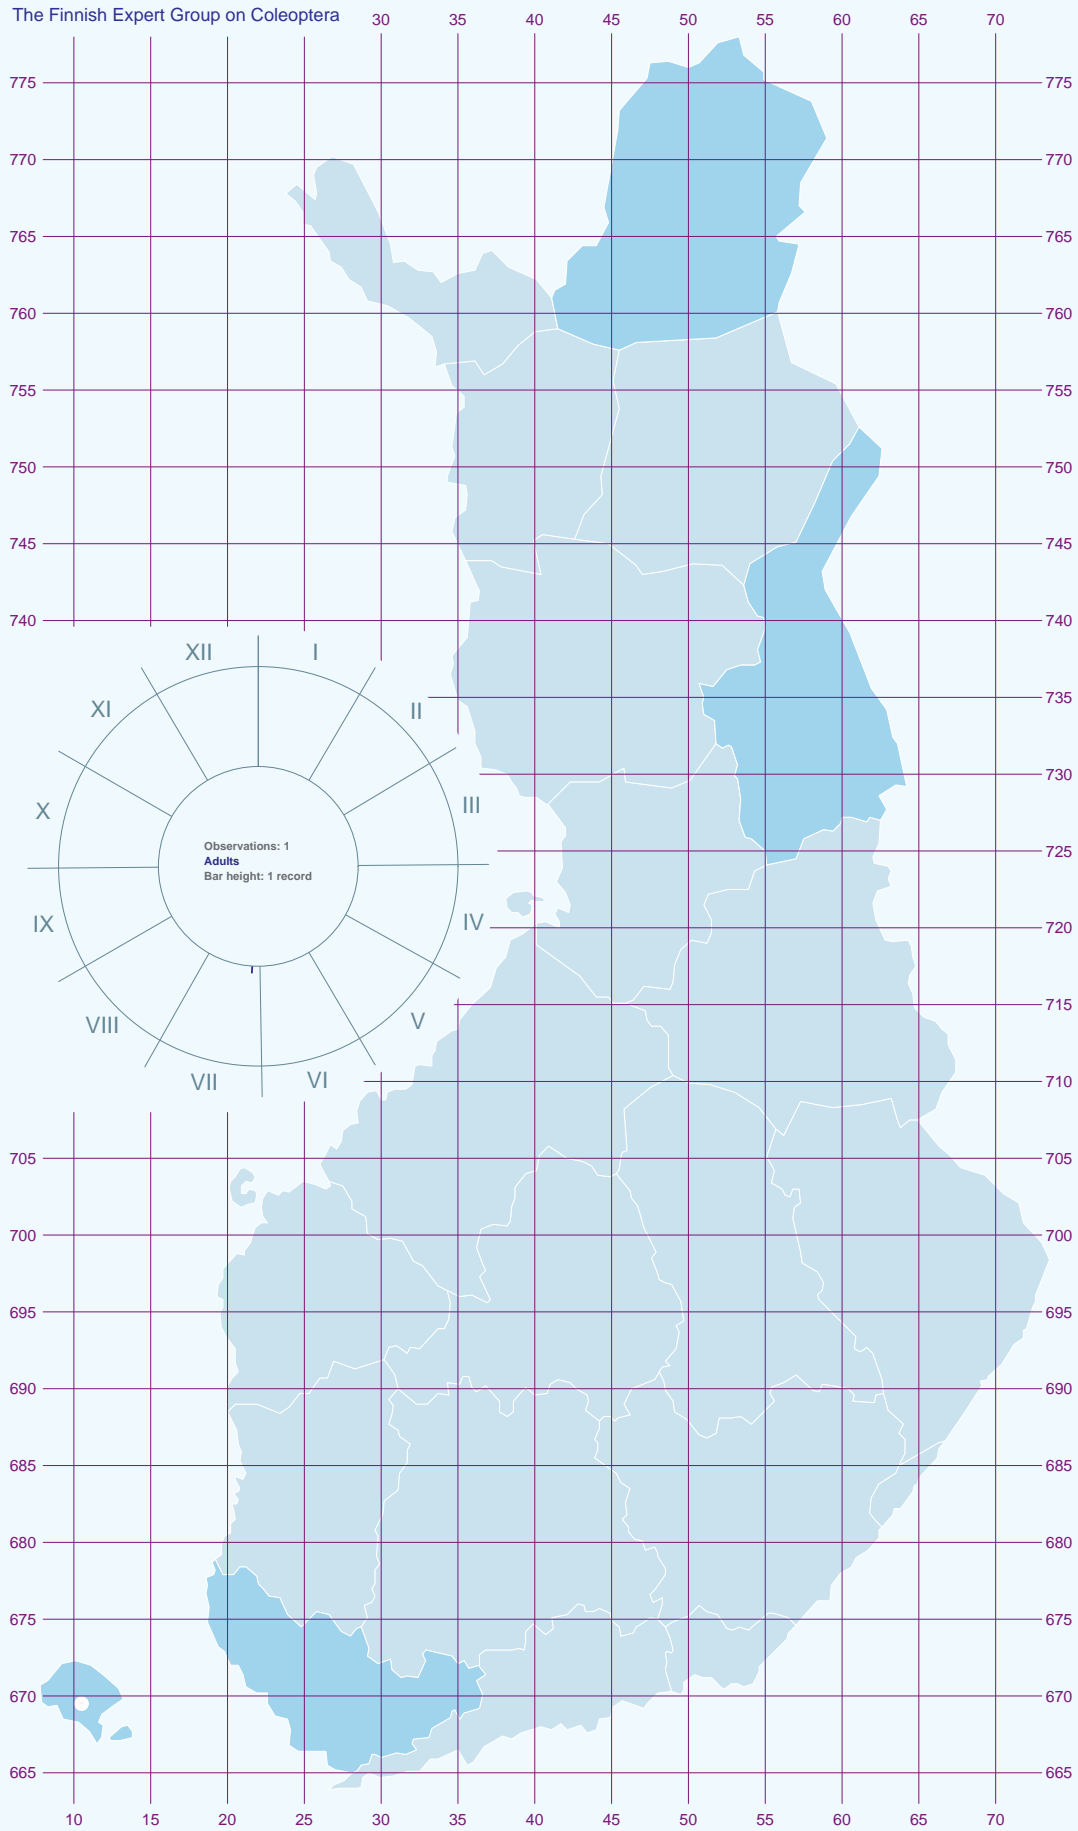 The Finnish Expert Group on Coleoptera
30 35 40 45 50 55 60 65 70
775 775
770 770
765 765
760 760
755 755
750 750
745 745
740 740
XII I
XI II
735
730
X III
Observations: 1
Adults
Bar height: 1 record
725
IX IV
720
VIII V
715
VII VI
710
705 705
700 700
695 695
690 690
685 685
680 680
675 675
670 670
665 665
10 15 20 25 30 35 40 45 50 55 60 65 70